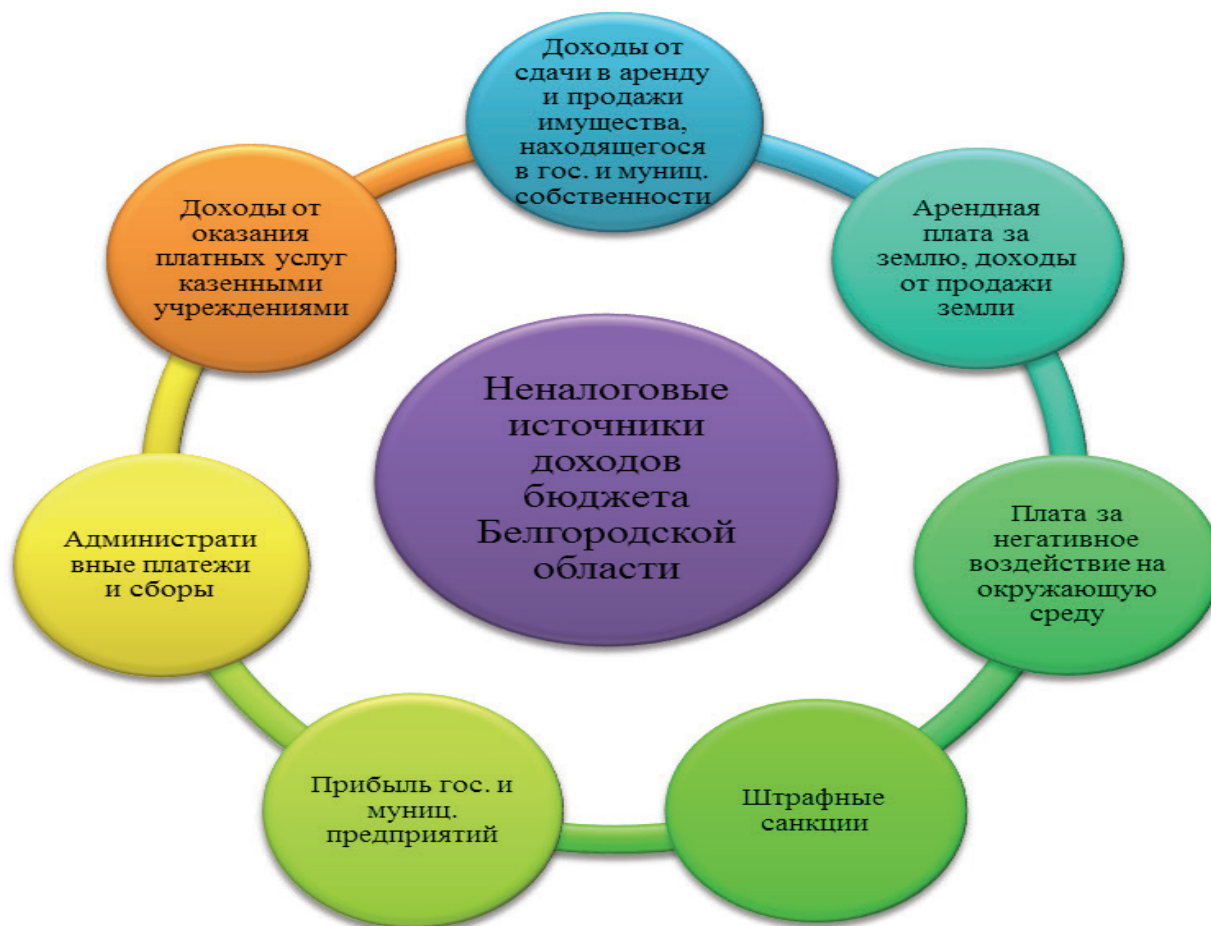 Доходы от
сдачи в аренду
и продажи
имущества,
находящегося
в гос. и муниц.
собственности
Арендная
плата за
землю, доходы
от продажи
земли
Плата за
негативное
воздействие на
окружающую
среду
Штрафные
санкции
Прибыль гос. и
муниц.
предприятий
Администрати
вные платежи
и сборы
Доходы от
оказания
платных услуг
казенными
учреждениями
Неналоговые
источники
доходов
бюджета
Белгородской
области